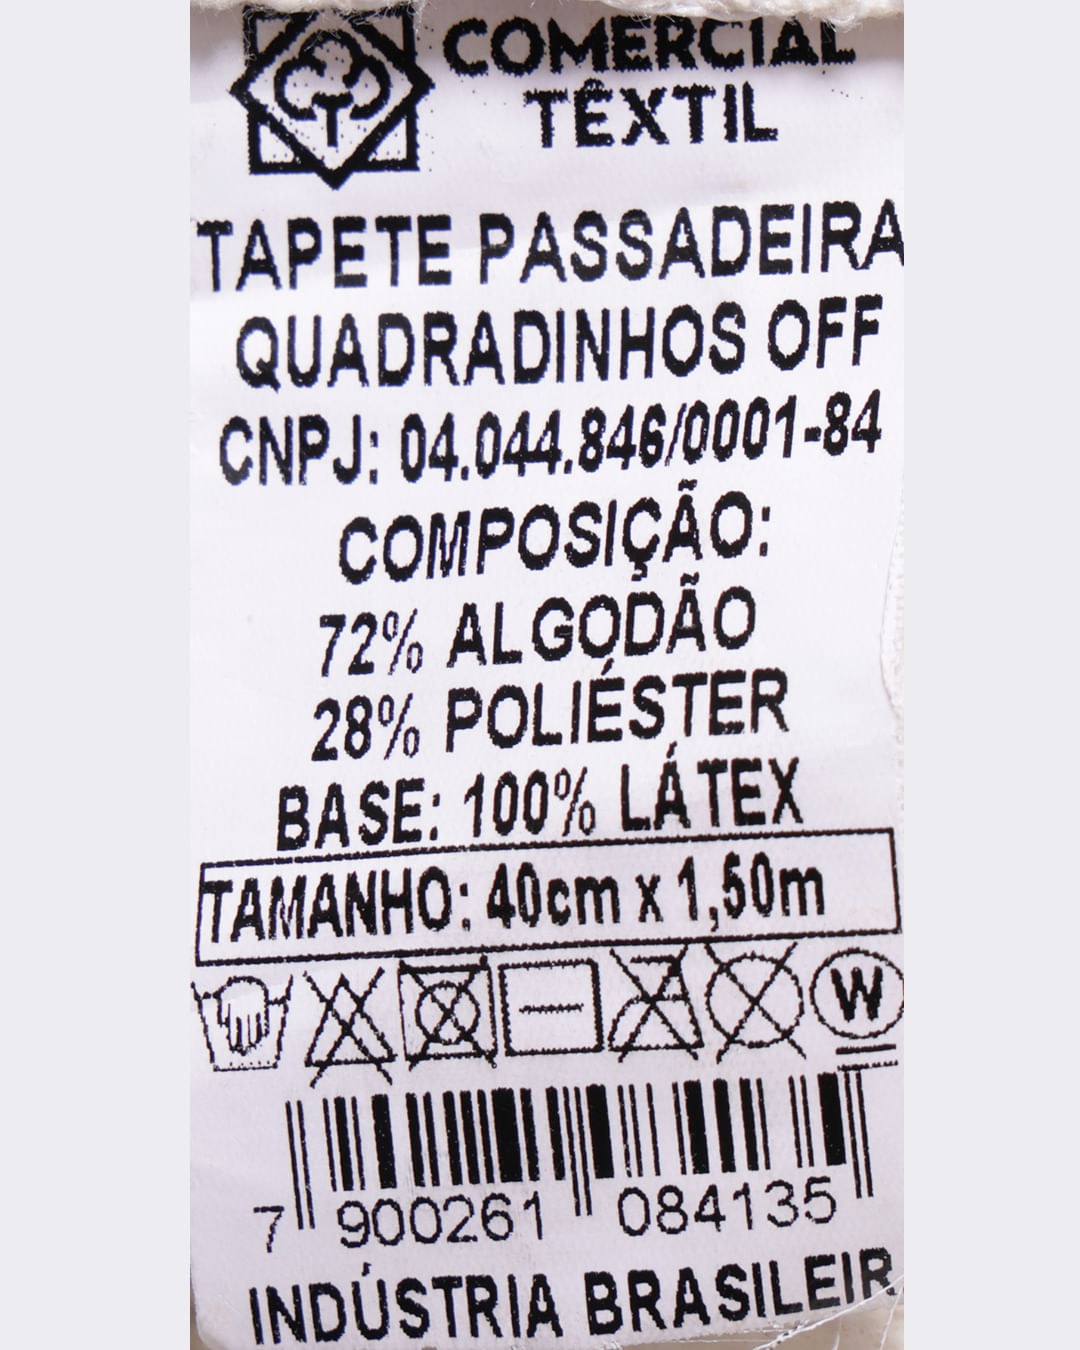 COMERCIAL
TÊXTIL
TAPETE PASSADEIRA
QUADRADINHOS OFF
CNPJ: 04.044.846/0001-84
COMPOSIÇÃO:
72% ALGODÃO
28% POLIÉSTER
BASE: 100% LÁTEX
TAMANHO: 40cm x 1,50m
W
7 900261 084135
INDÚSTRIA BRASILEIR